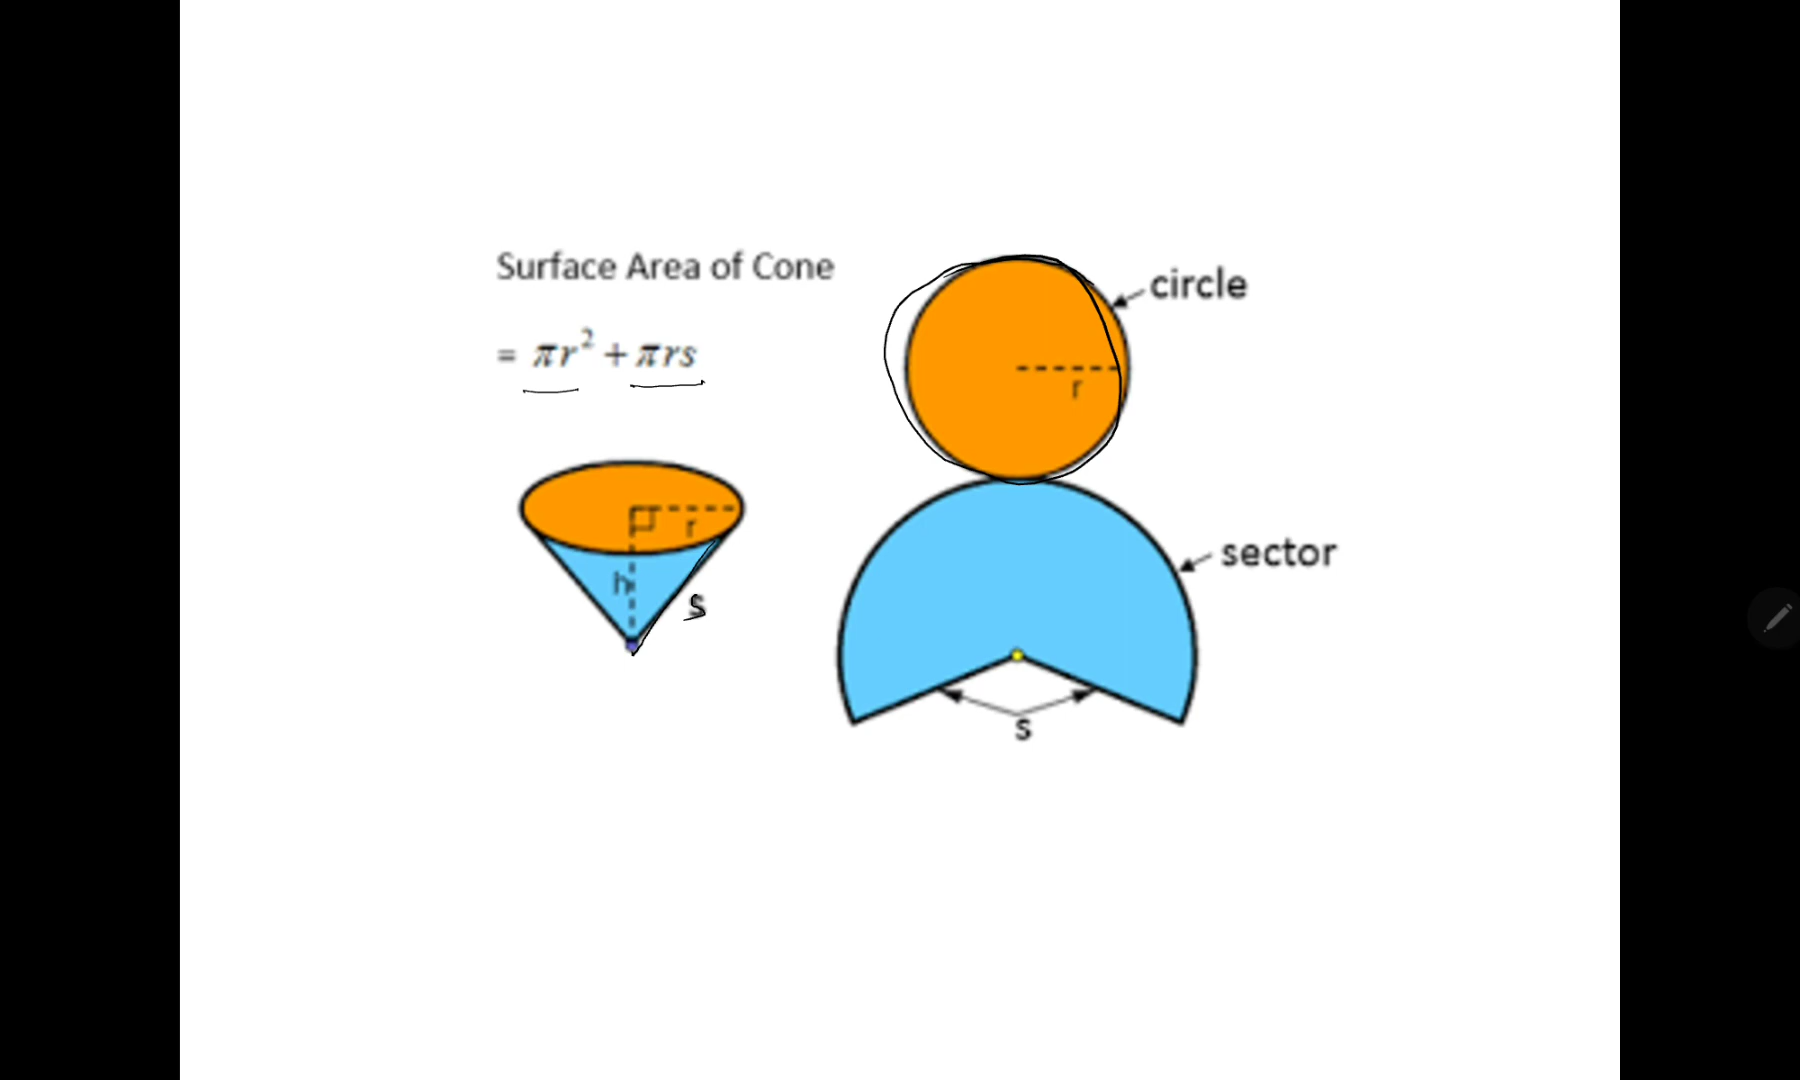 Surface Area of Cone
= πr² + πrs
circle
r
r
h
s
sector
s